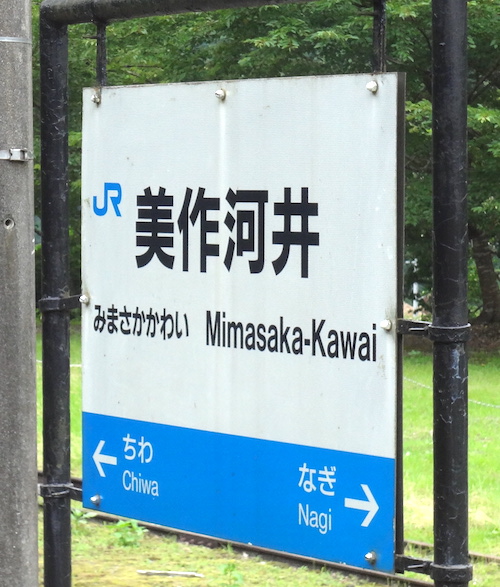 JR 美作河井
みまさかかわい Mimasaka-Kawai
← ちわ
Chiwa
なぎ →
Nagi